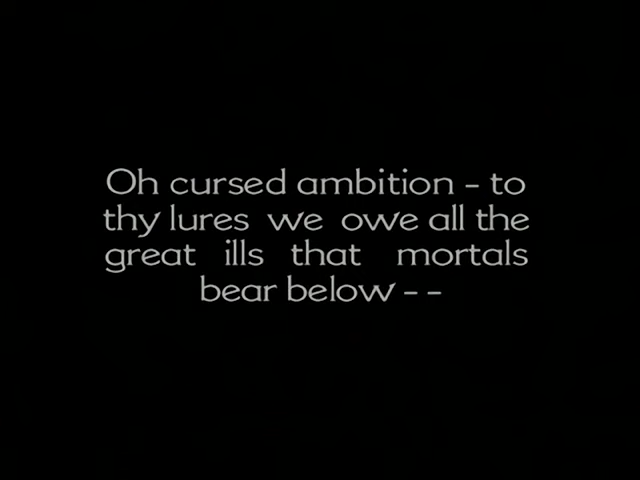 Oh cursed ambition - to
thy lures we owe all the
great ills that mortals
bear below - -